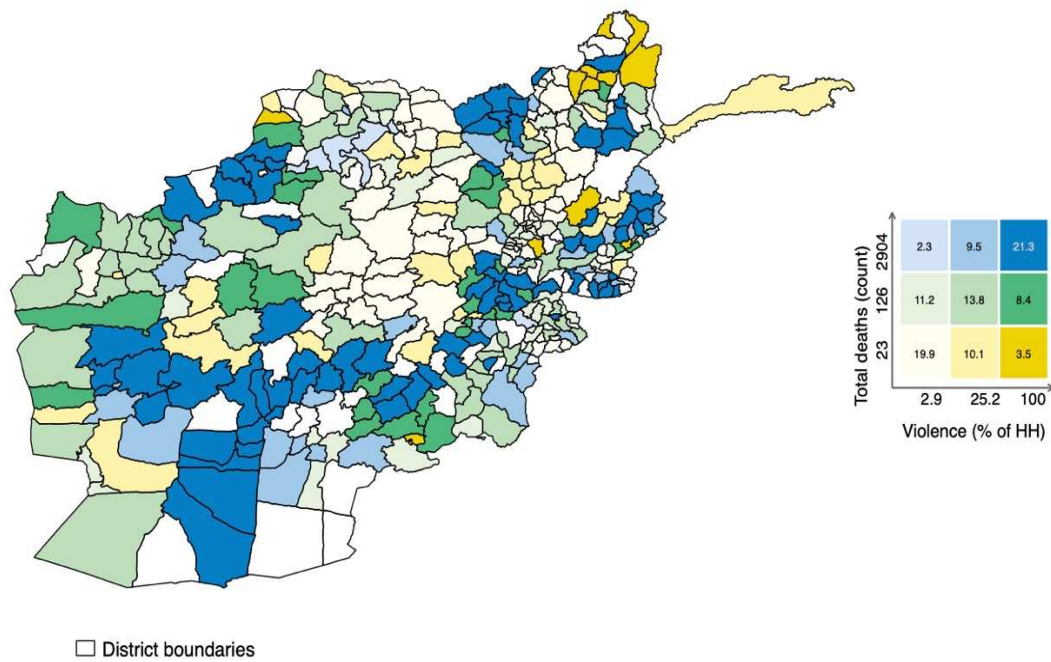 2904
126
23
Total deaths (count)
2.3 9.5 21.3
11.2 13.8 8.4
19.9 10.1 3.5
2.9 25.2 100
Violence (% of HH)
District boundaries